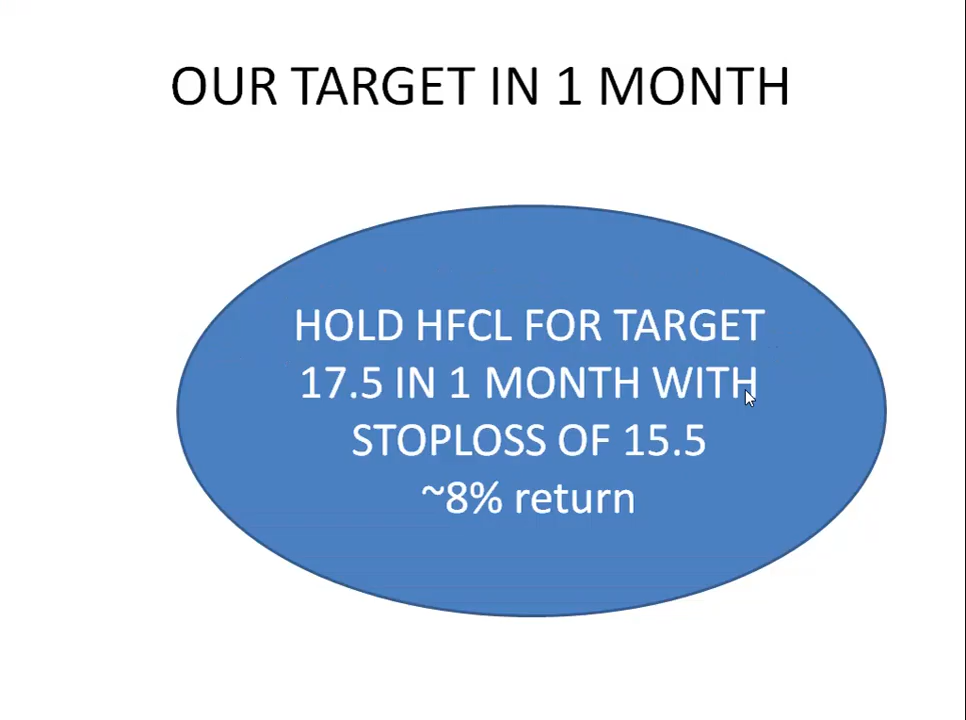 OUR TARGET IN 1 MONTH
HOLD HFCL FOR TARGET
17.5 IN 1 MONTH WITH
STOPLOSS OF 15.5
~8% return